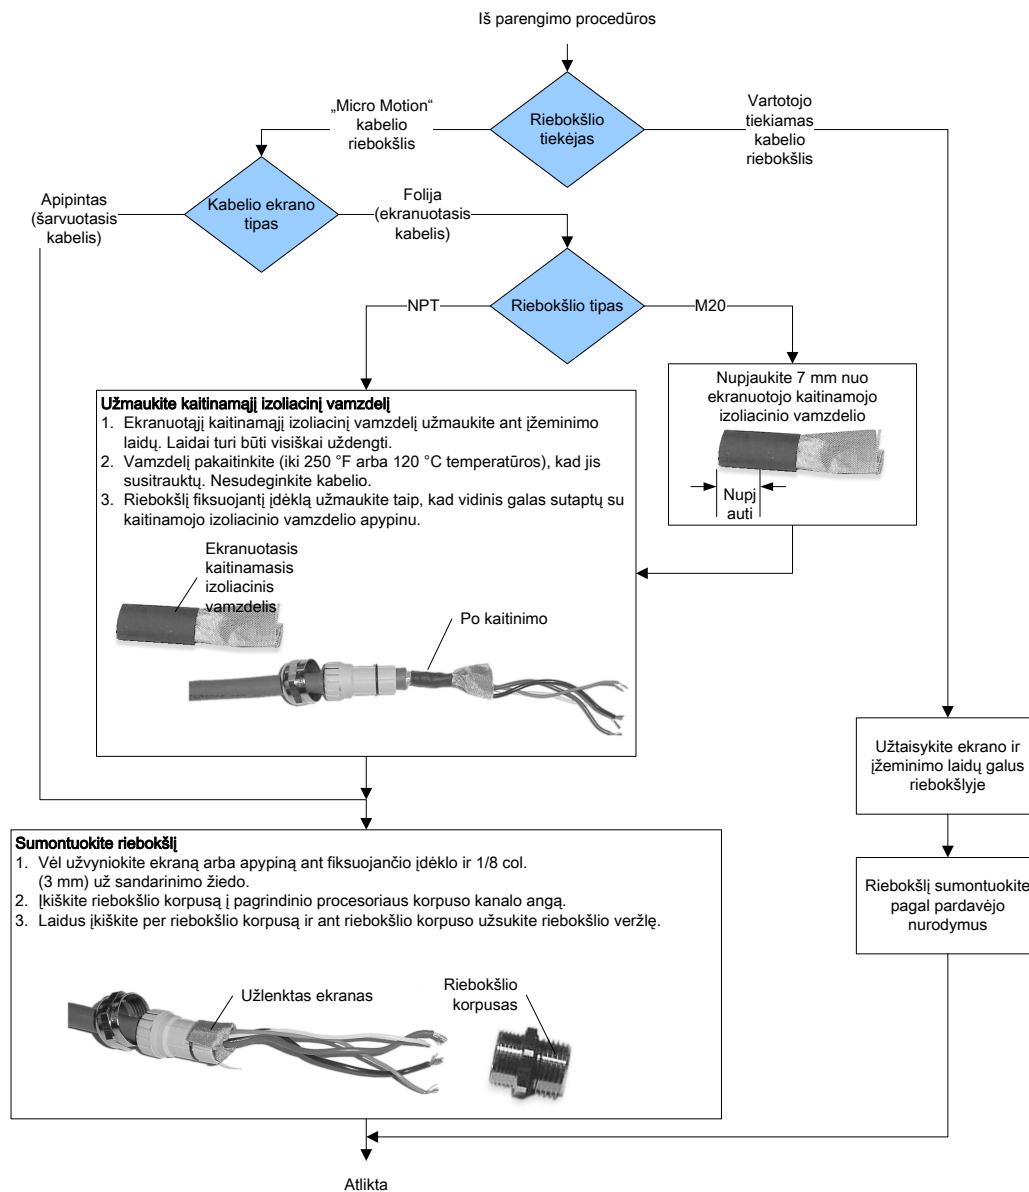 Iš parengimo procedūros
Riebokšlio
tiekėjas
„Micro Motion“
kabelio
riebokšlis
Vartotojo
tiekiamas
kabelio
riebokšlis
Kabelio ekrano
tipas
Apipintas
(šarvuotasis
kabelis)
Folija
(ekranuotasis
kabelis)
Riebokšlio tipas
NPT
M20
Nupjaukite 7 mm nuo
ekranuotojo kaitinamojo
izoliacinio vamzdelio
Nupj
auti
Užmaukite kaitinamąjį izoliacinį vamzdelį
1. Ekranuotąjį kaitinamąjį izoliacinį vamzdelį užmaukite ant įžeminimo
laidų. Laidai turi būti visiškai uždengti.
2. Vamzdelį pakaitinkite (iki 250 °F arba 120 °C temperatūros), kad jis
susitrauktų. Nesudeginkite kabelio.
3. Riebokšlį fiksuojantį įdėklą užmaukite taip, kad vidinis galas sutaptų su
kaitinamojo izoliacinio vamzdelio apypinu.
Ekranuotasis
kaitinamasis
izoliacinis
vamzdelis
Po kaitinimo
Užtaisykite ekrano ir
įžeminimo laidų galus
riebokšlyje
Sumontuokite riebokšlį
1. Vėl užvyniokite ekraną arba apypiną ant fiksuojančio įdėklo ir 1/8 col.
(3 mm) už sandarinimo žiedo.
2. Įkiškite riebokšlio korpusą į pagrindinio procesoriaus korpuso kanalo angą.
3. Laidus įkiškite per riebokšlio korpusą ir ant riebokšlio korpuso užsukite riebokšlio veržlę.
Užlenktas ekranas
Riebokšlio
korpusas
Riebokšlį sumontuokite
pagal pardavėjo
nurodymus
Atlikta